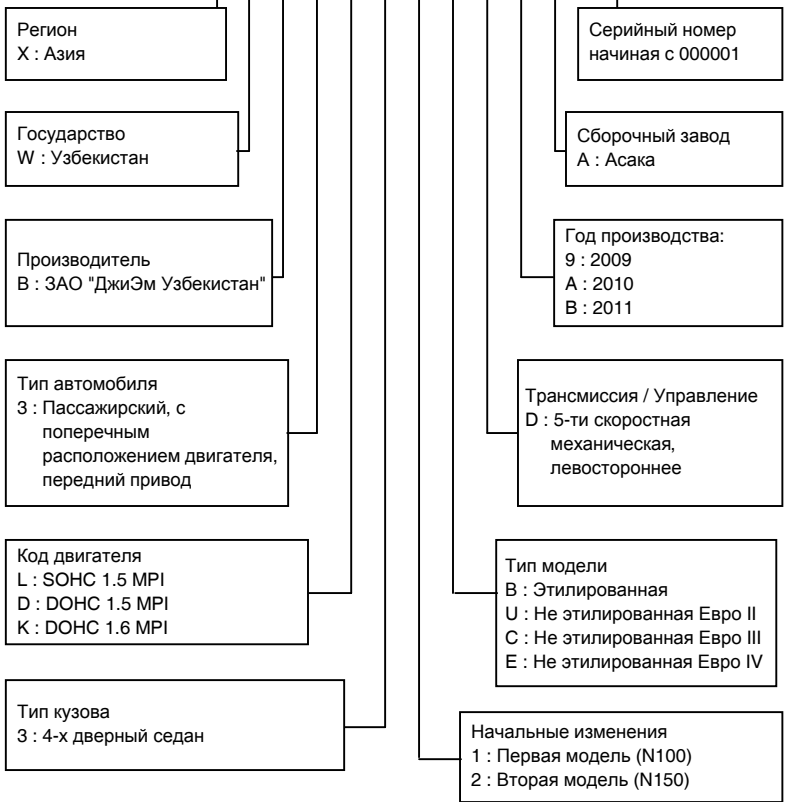 Регион
X : Азия
Государство
W : Узбекистан
Производитель
B : ЗАО "ДжиЭм Узбекистан"
Тип автомобиля
3 : Пассажирский, с
поперечным
расположением двигателя,
передний привод
Код двигателя
L : SOHC 1.5 MPI
D : DOHC 1.5 MPI
K : DOHC 1.6 MPI
Тип кузова
3 : 4-х дверный седан
Серийный номер
начиная с 000001
Сборочный завод
A : Асака
Год производства:
9 : 2009
A : 2010
B : 2011
Трансмиссия / Управление
D : 5-ти скоростная
механическая,
левостороннее
Тип модели
B : Этилированная
U : Не этилированная Евро II
C : Не этилированная Евро III
E : Не этилированная Евро IV
Начальные изменения
1 : Первая модель (N100)
2 : Вторая модель (N150)